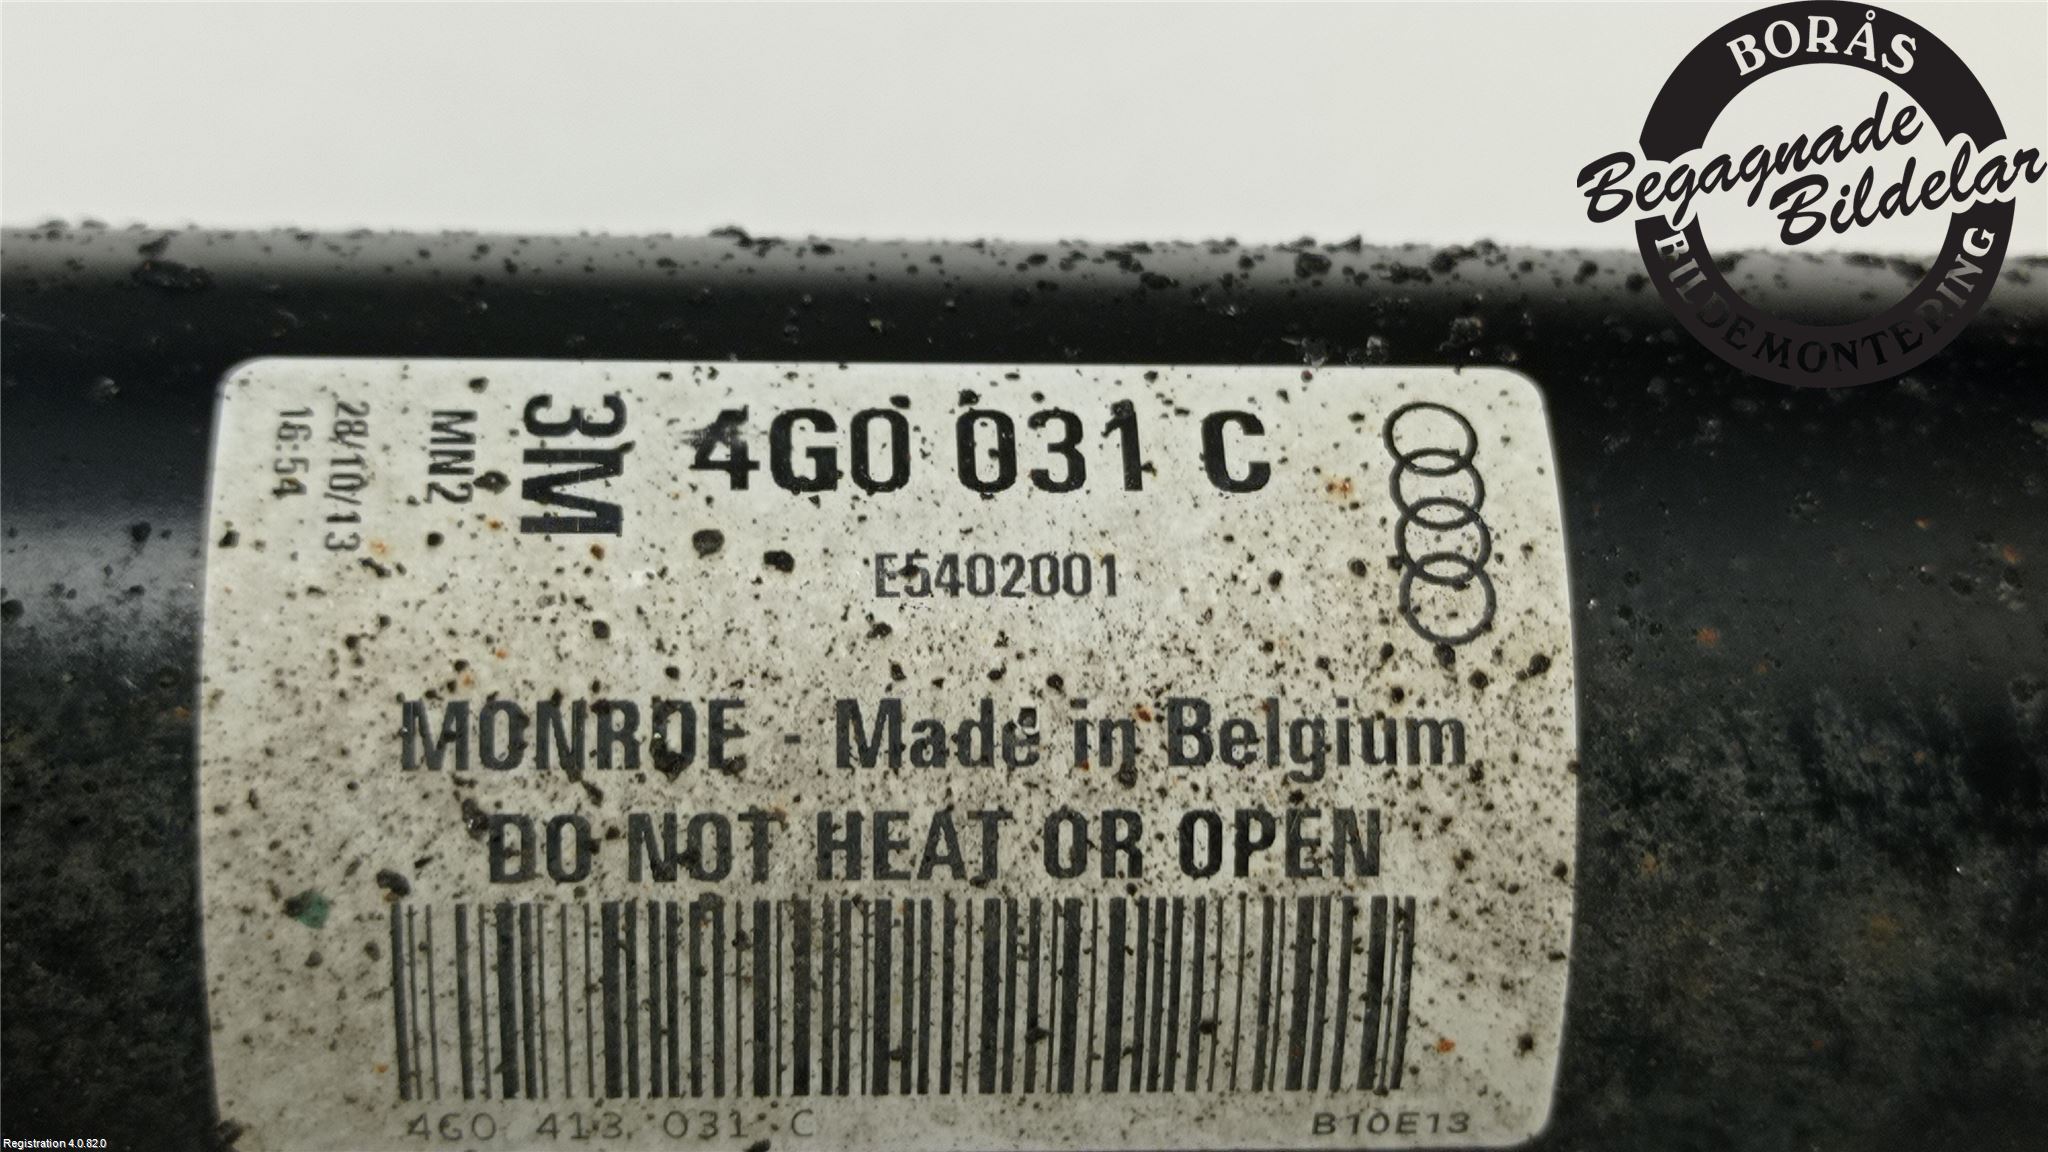 BORÅS
Begagnade
Bildelar
BILDEMONTERING
4G0 031 C
3M
MN2
28/10/13
16:54
E5402001
MONROE - Made in Belgium
DO NOT HEAT OR OPEN
4G0 413 031 C
B10E13
Registration 4.0.82.0